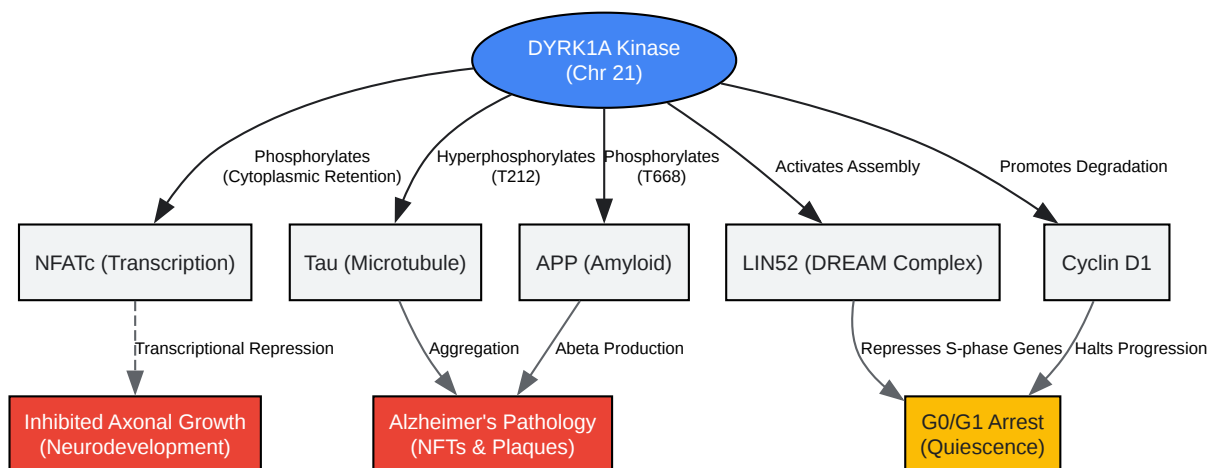 DYRK1A Kinase
(Chr 21)
Phosphorylates
(Cytoplasmic Retention)
Hyperphosphorylates
(T212)
Phosphorylates
(T668)
Activates Assembly
Promotes Degradation
NFATc (Transcription)
Tau (Microtubule)
APP (Amyloid)
LIN52 (DREAM Complex)
Cyclin D1
Transcriptional Repression
Aggregation
Abeta Production
Represses S-phase Genes
Halts Progression
Inhibited Axonal Growth
(Neurodevelopment)
Alzheimer's Pathology
(NFTs & Plaques)
G0/G1 Arrest
(Quiescence)